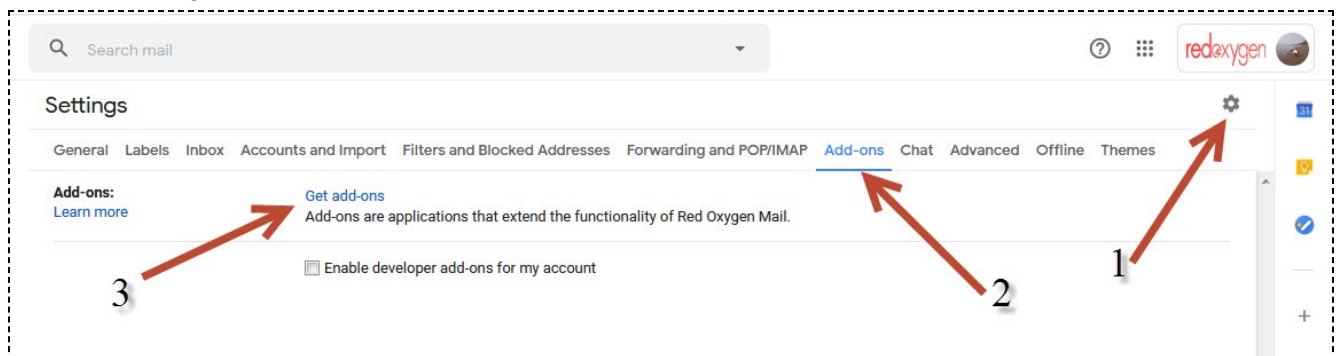 Search mail
redoxygen
Settings
General Labels Inbox Accounts and Import Filters and Blocked Addresses Forwarding and POP/IMAP Add-ons Chat Advanced Offline Themes
31
Add-ons:
Learn more
Get add-ons
Add-ons are applications that extend the functionality of Red Oxygen Mail.
Enable developer add-ons for my account
1
2
3